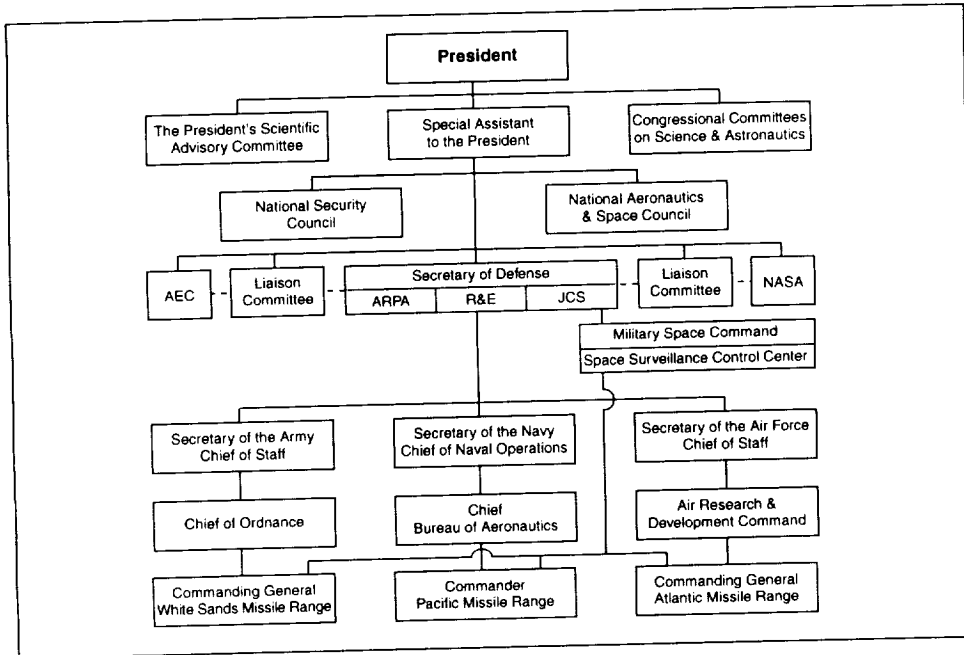 President
The President's Scientific
Advisory Committee
Special Assistant
to the President
Congressional Committees
on Science & Astronautics
National Security
Council
National Aeronautics
& Space Council
AEC
Liaison
Committee
Secretary of Defense
ARPA
R&E
JCS
Liaison
Committee
NASA
Military Space Command
Space Surveillance Control Center
Secretary of the Army
Chief of Staff
Secretary of the Navy
Chief of Naval Operations
Secretary of the Air Force
Chief of Staff
Chief of Ordnance
Chief
Bureau of Aeronautics
Air Research &
Development Command
Commanding General
White Sands Missile Range
Commander
Pacific Missile Range
Commanding General
Atlantic Missile Range